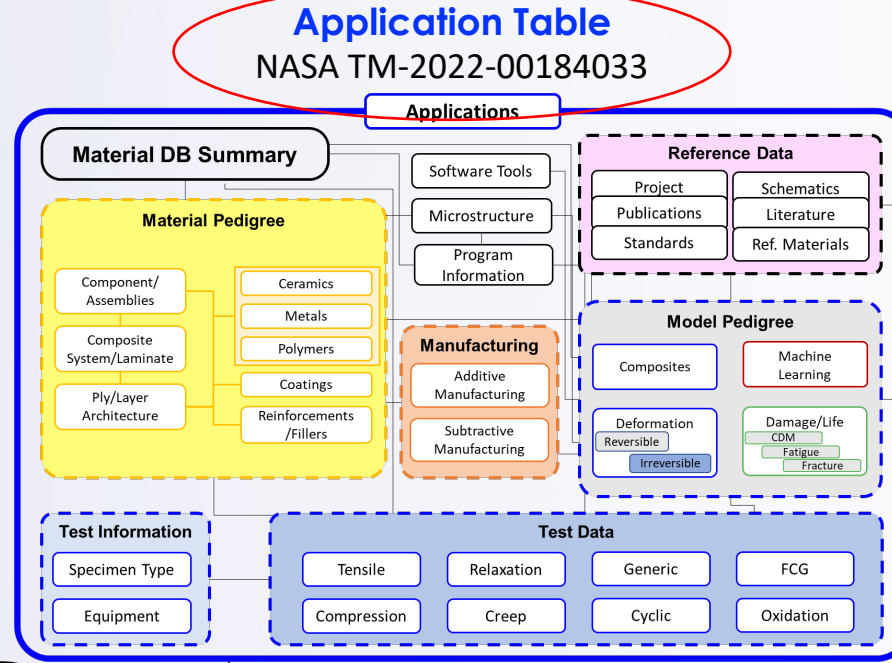 Application Table
NASA TM-2022-00184033
Applications
Material DB Summary
Software Tools
Microstructure
Program
Information
Reference Data
Project
Schematics
Publications
Literature
Standards
Ref. Materials
Material Pedigree
Component/
Assemblies
Composite
System/Laminate
Ply/Layer
Architecture
Ceramics
Metals
Polymers
Coatings
Reinforcements
/Fillers
Manufacturing
Additive
Manufacturing
Subtractive
Manufacturing
Model Pedigree
Composites
Machine
Learning
Deformation
Reversible
Irreversible
Damage/Life
CDM
Fatigue
Fracture
Test Information
Specimen Type
Equipment
Test Data
Tensile
Relaxation
Generic
FCG
Compression
Creep
Cyclic
Oxidation